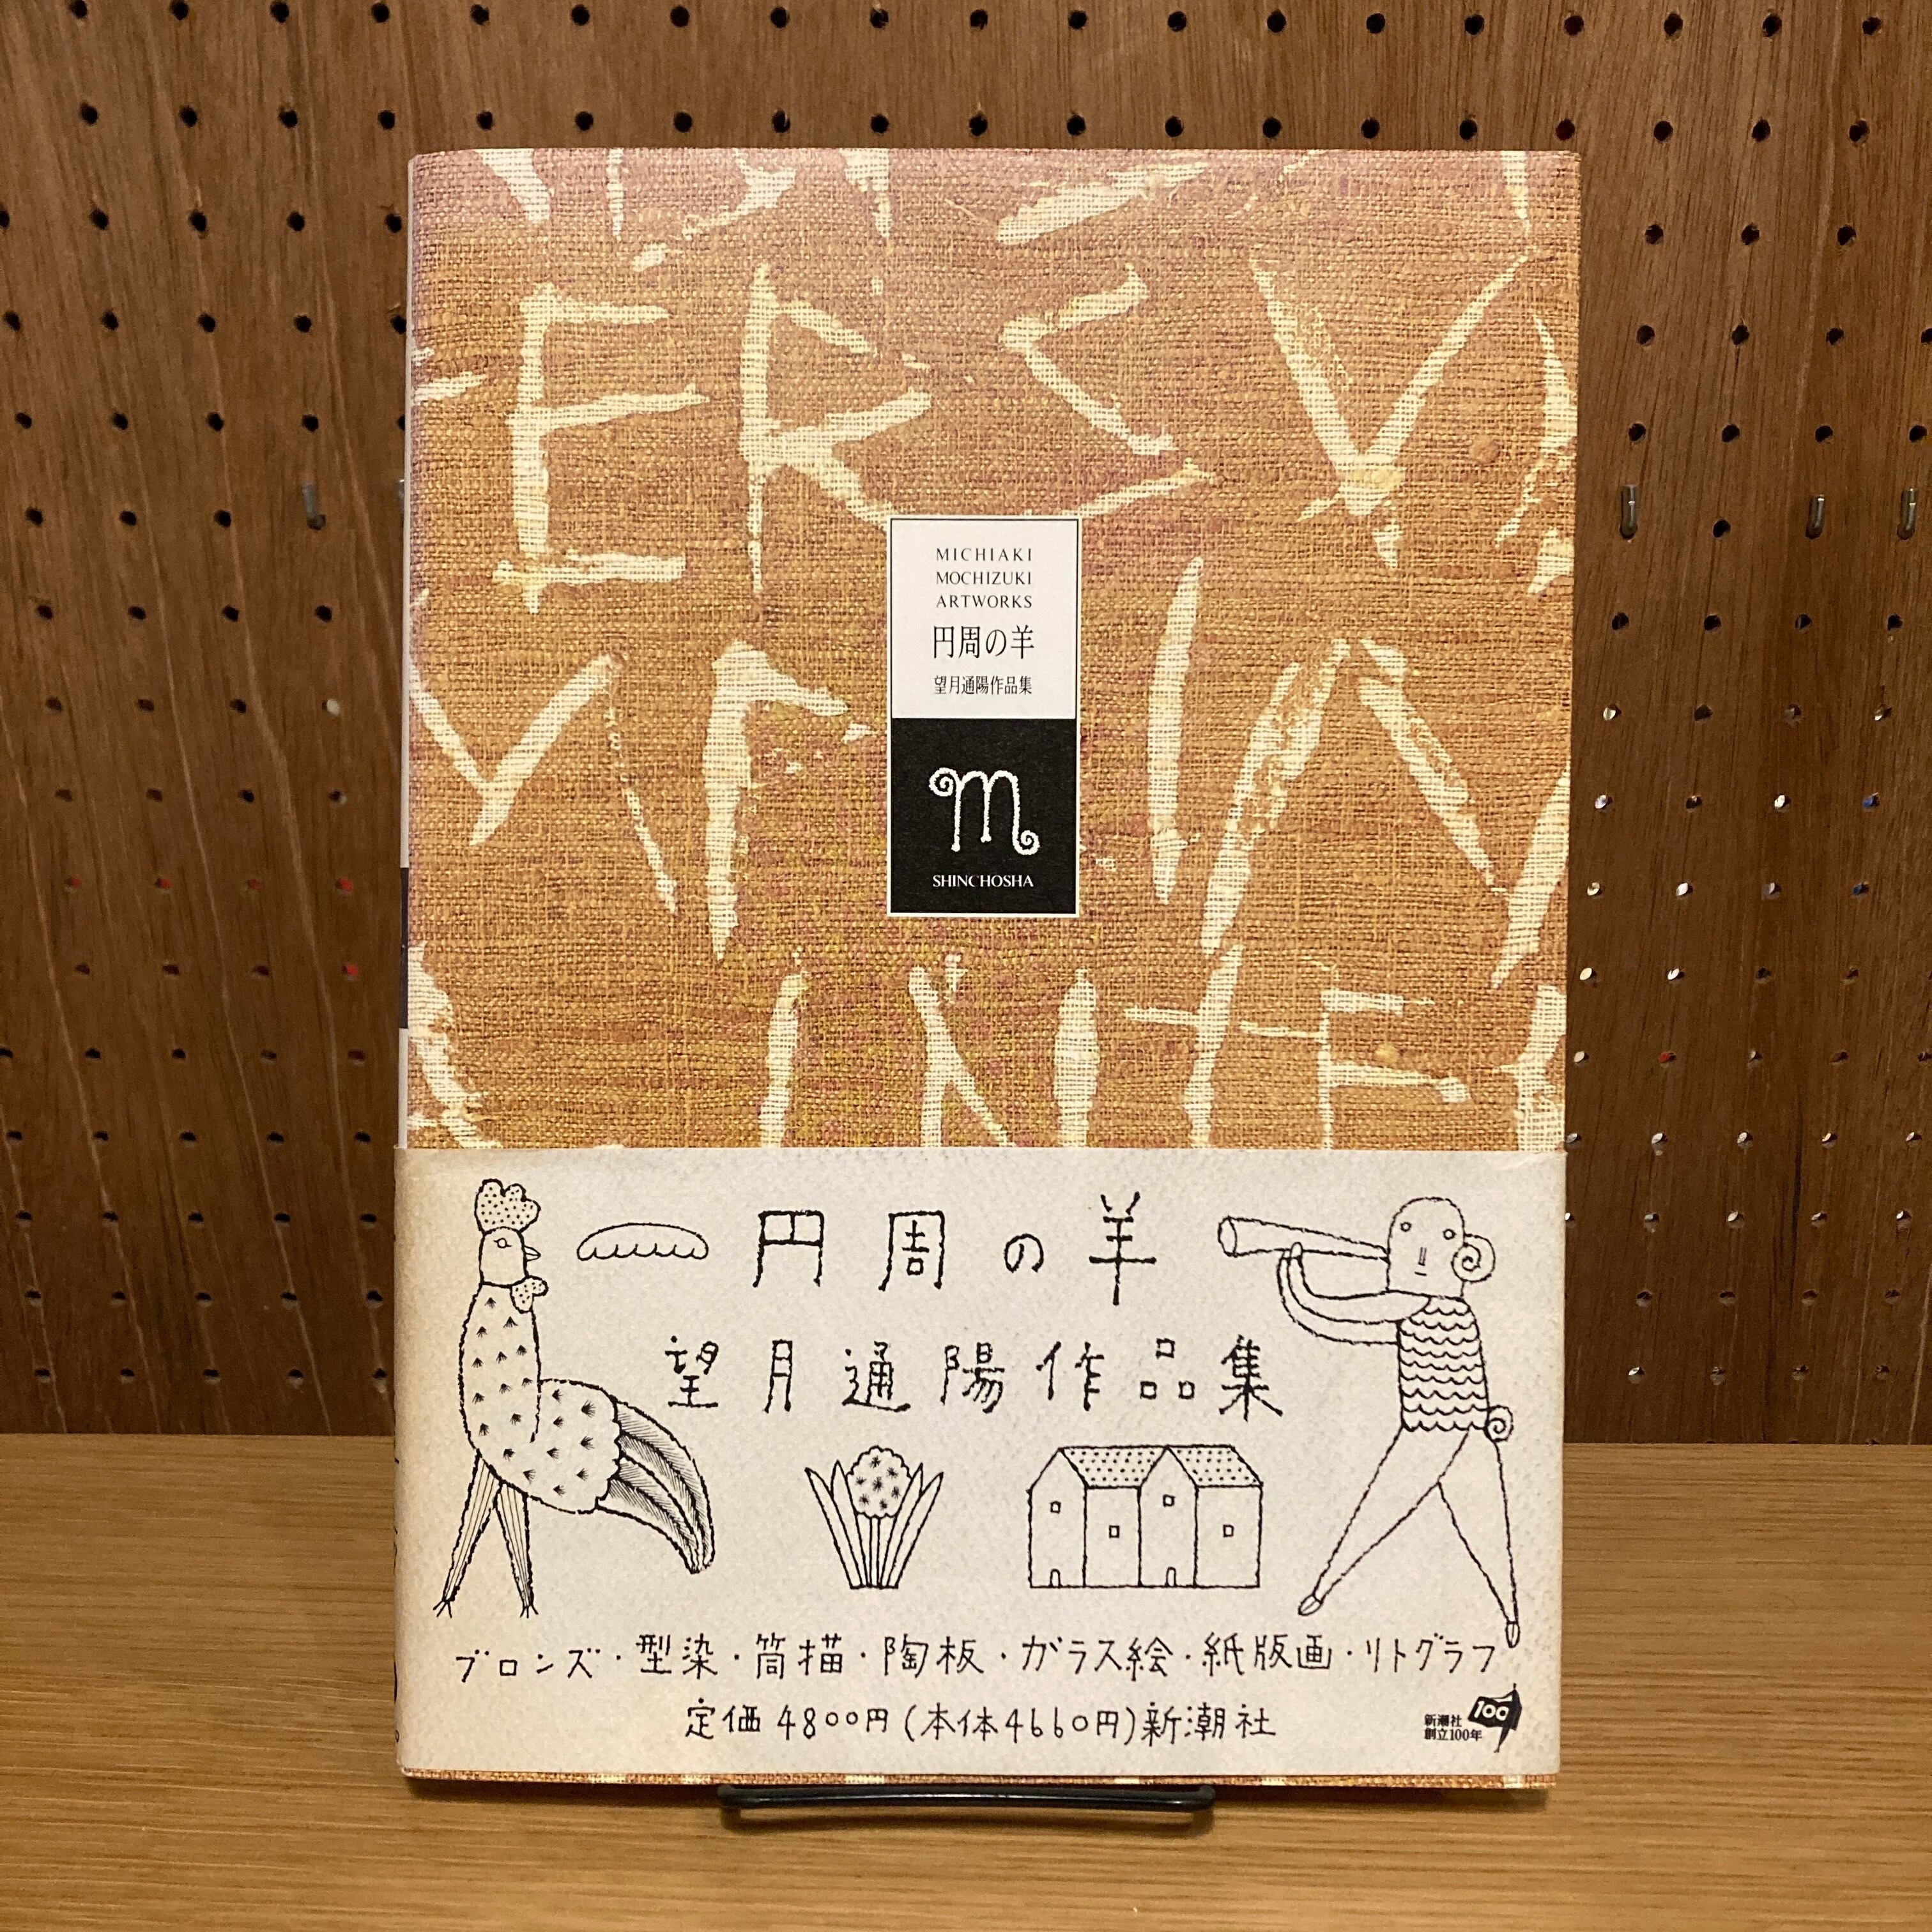 MICHIAKI
MOCHIZUKI
ARTWORKS
円周の羊
望月通陽作品集
m
SHINCHOSHA
円周の羊
望月通陽作品集
ブロンズ・型染・筒描・陶板・ガラス絵・紙版画・リトグラフ
定価4800円(本体4660円)新潮社
100
新潮社
創立100年